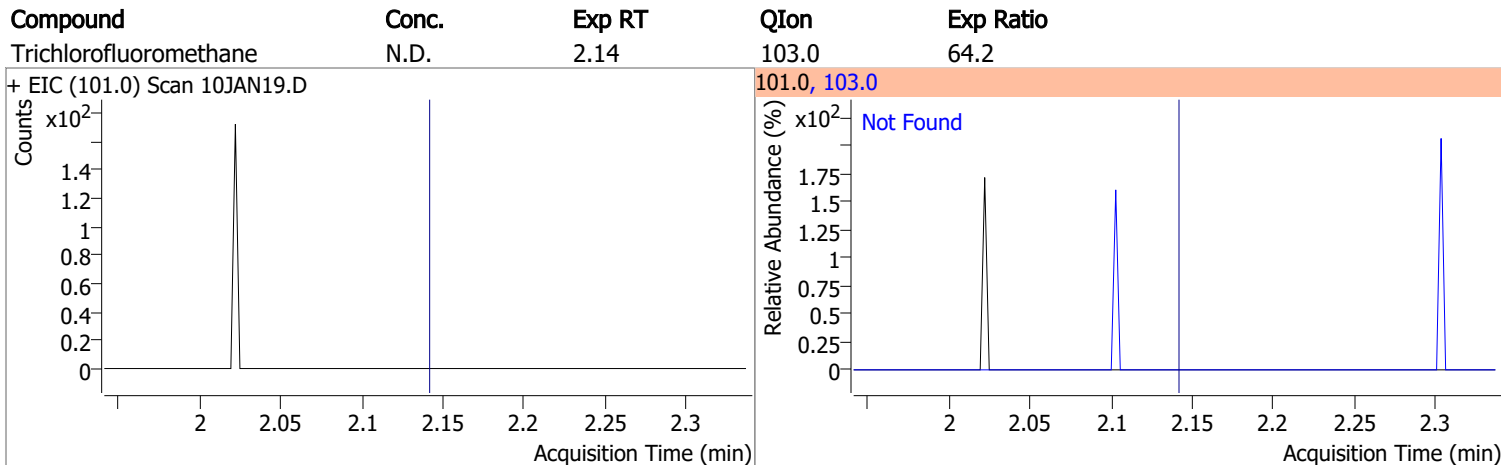 Compound Conc. Exp RT QIon Exp Ratio
Trichlorofluoromethane N.D. 2.14 103.0 64.2
+ EIC (101.0) Scan 10JAN19.D
Counts
x10²
1.4
1.2
1
0.8
0.6
0.4
0.2
0
2 2.05 2.1 2.15 2.2 2.25 2.3
Acquisition Time (min)
101.0, 103.0
Relative Abundance (%)
x10²
Not Found
1.75
1.5
1.25
1
0.75
0.5
0.25
0
2 2.05 2.1 2.15 2.2 2.25 2.3
Acquisition Time (min)